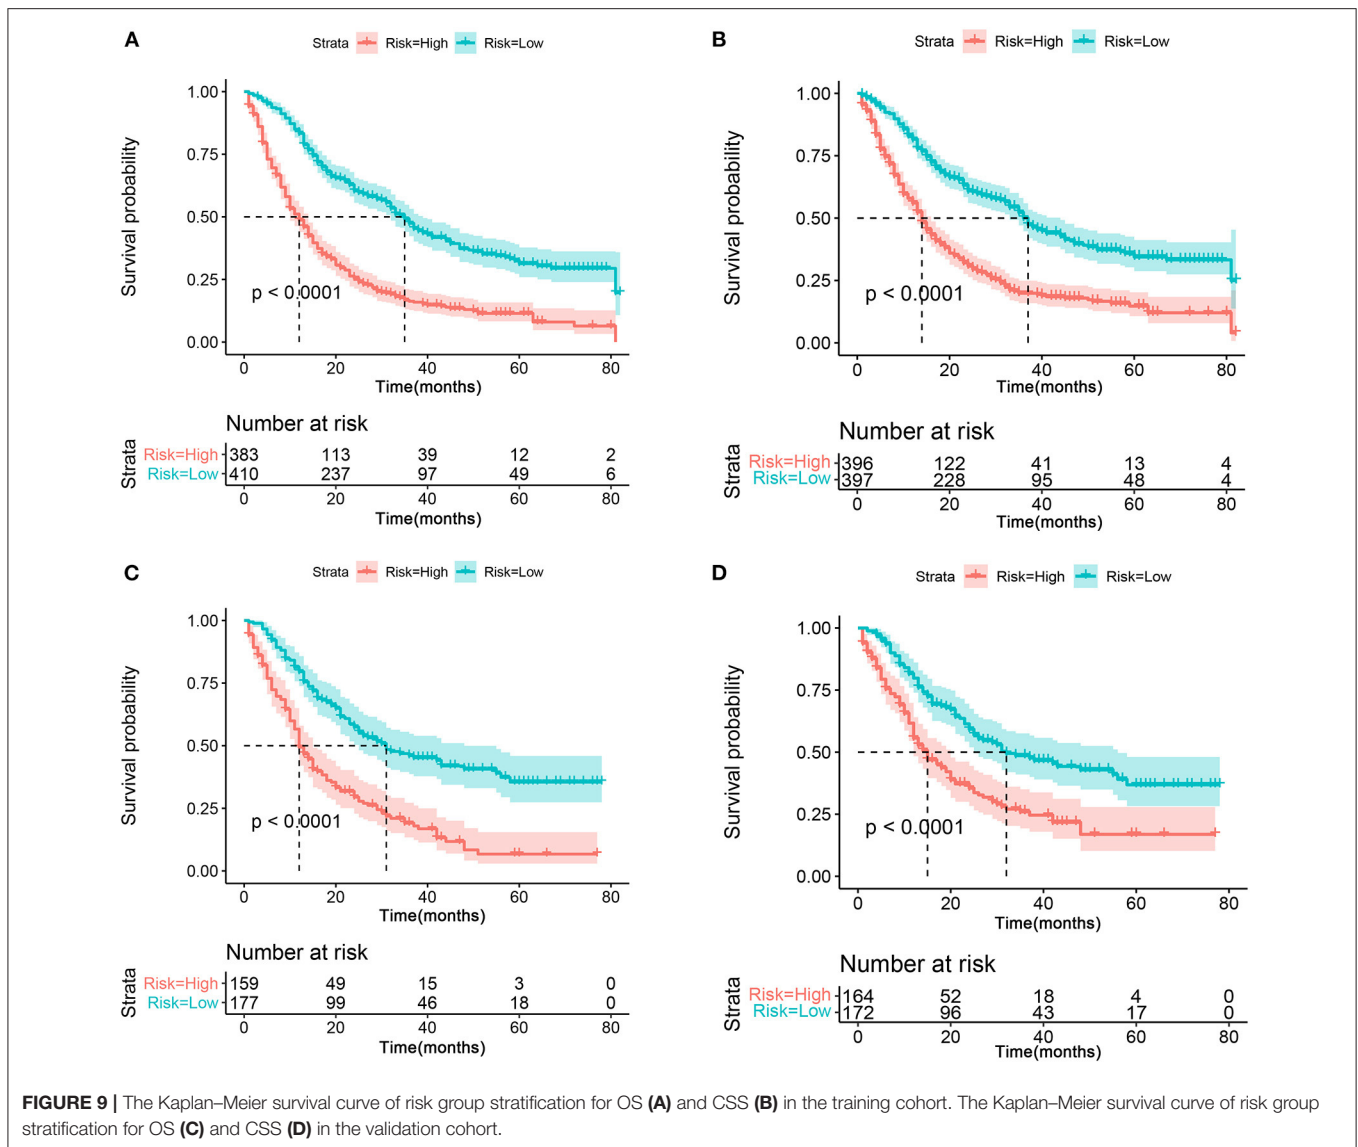 A
Strata Risk=High Risk=Low
Survival probability
1.00
0.75
0.50
0.25
0.00
p < 0.0001
0 20 40 60 80
Time(months)
Number at risk
Strata
Risk=High 383 113 39 12 2
Risk=Low 410 237 97 49 6
0 20 40 60 80
Time(months)
B
Strata Risk=High Risk=Low
Survival probability
1.00
0.75
0.50
0.25
0.00
p < 0.0001
0 20 40 60 80
Time(months)
Number at risk
Strata
Risk=High 396 122 41 13 4
Risk=Low 397 228 95 48 4
0 20 40 60 80
Time(months)
C
Strata Risk=High Risk=Low
Survival probability
1.00
0.75
0.50
0.25
0.00
p < 0.0001
0 20 40 60 80
Time(months)
Number at risk
Strata
Risk=High 159 49 15 3 0
Risk=Low 177 99 46 18 0
0 20 40 60 80
Time(months)
D
Strata Risk=High Risk=Low
Survival probability
1.00
0.75
0.50
0.25
0.00
p < 0.0001
0 20 40 60 80
Time(months)
Number at risk
Strata
Risk=High 164 52 18 4 0
Risk=Low 172 96 43 17 0
0 20 40 60 80
Time(months)
FIGURE 9 | The Kaplan–Meier survival curve of risk group stratification for OS (A) and CSS (B) in the training cohort. The Kaplan–Meier survival curve of risk group
stratification for OS (C) and CSS (D) in the validation cohort.